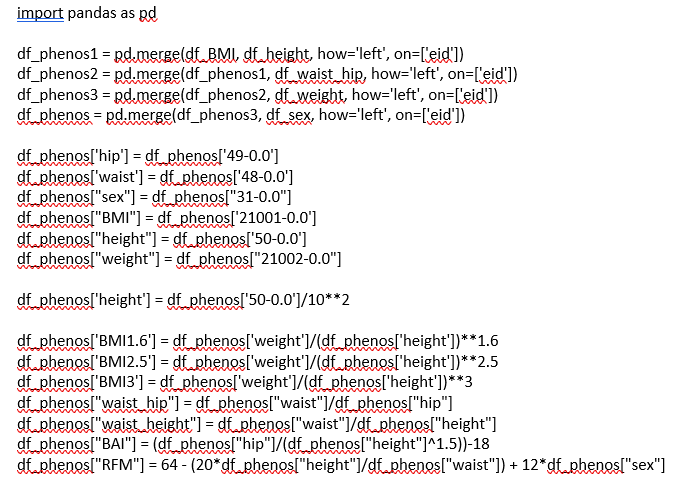 import pandas as pd
df_phenos1 = pd.merge(df_BMI, df_height, how='left', on=['eid'])
df_phenos2 = pd.merge(df_phenos1, df_waist_hip, how='left', on=['eid'])
df_phenos3 = pd.merge(df_phenos2, df_weight, how='left', on=['eid'])
df_phenos = pd.merge(df_phenos3, df_sex, how='left', on=['eid'])
df_phenos['hip'] = df_phenos['49-0.0']
df_phenos['waist'] = df_phenos['48-0.0']
df_phenos["sex"] = df_phenos["31-0.0"]
df_phenos["BMI"] = df_phenos['21001-0.0']
df_phenos["height"] = df_phenos['50-0.0']
df_phenos["weight"] = df_phenos["21002-0.0"]
df_phenos['height'] = df_phenos['50-0.0']/10**2
df_phenos['BMI1.6'] = df_phenos['weight']/(df_phenos['height'])**1.6
df_phenos['BMI2.5'] = df_phenos['weight']/(df_phenos['height'])**2.5
df_phenos['BMI3'] = df_phenos['weight']/(df_phenos['height'])**3
df_phenos["waist_hip"] = df_phenos["waist"]/df_phenos["hip"]
df_phenos["waist_height"] = df_phenos["waist"]/df_phenos["height"]
df_phenos["BAI"] = (df_phenos["hip"]/(df_phenos["height"]^1.5))-18
df_phenos["RFM"] = 64 - (20*df_phenos["height"]/df_phenos["waist"]) + 12*df_phenos["sex"]